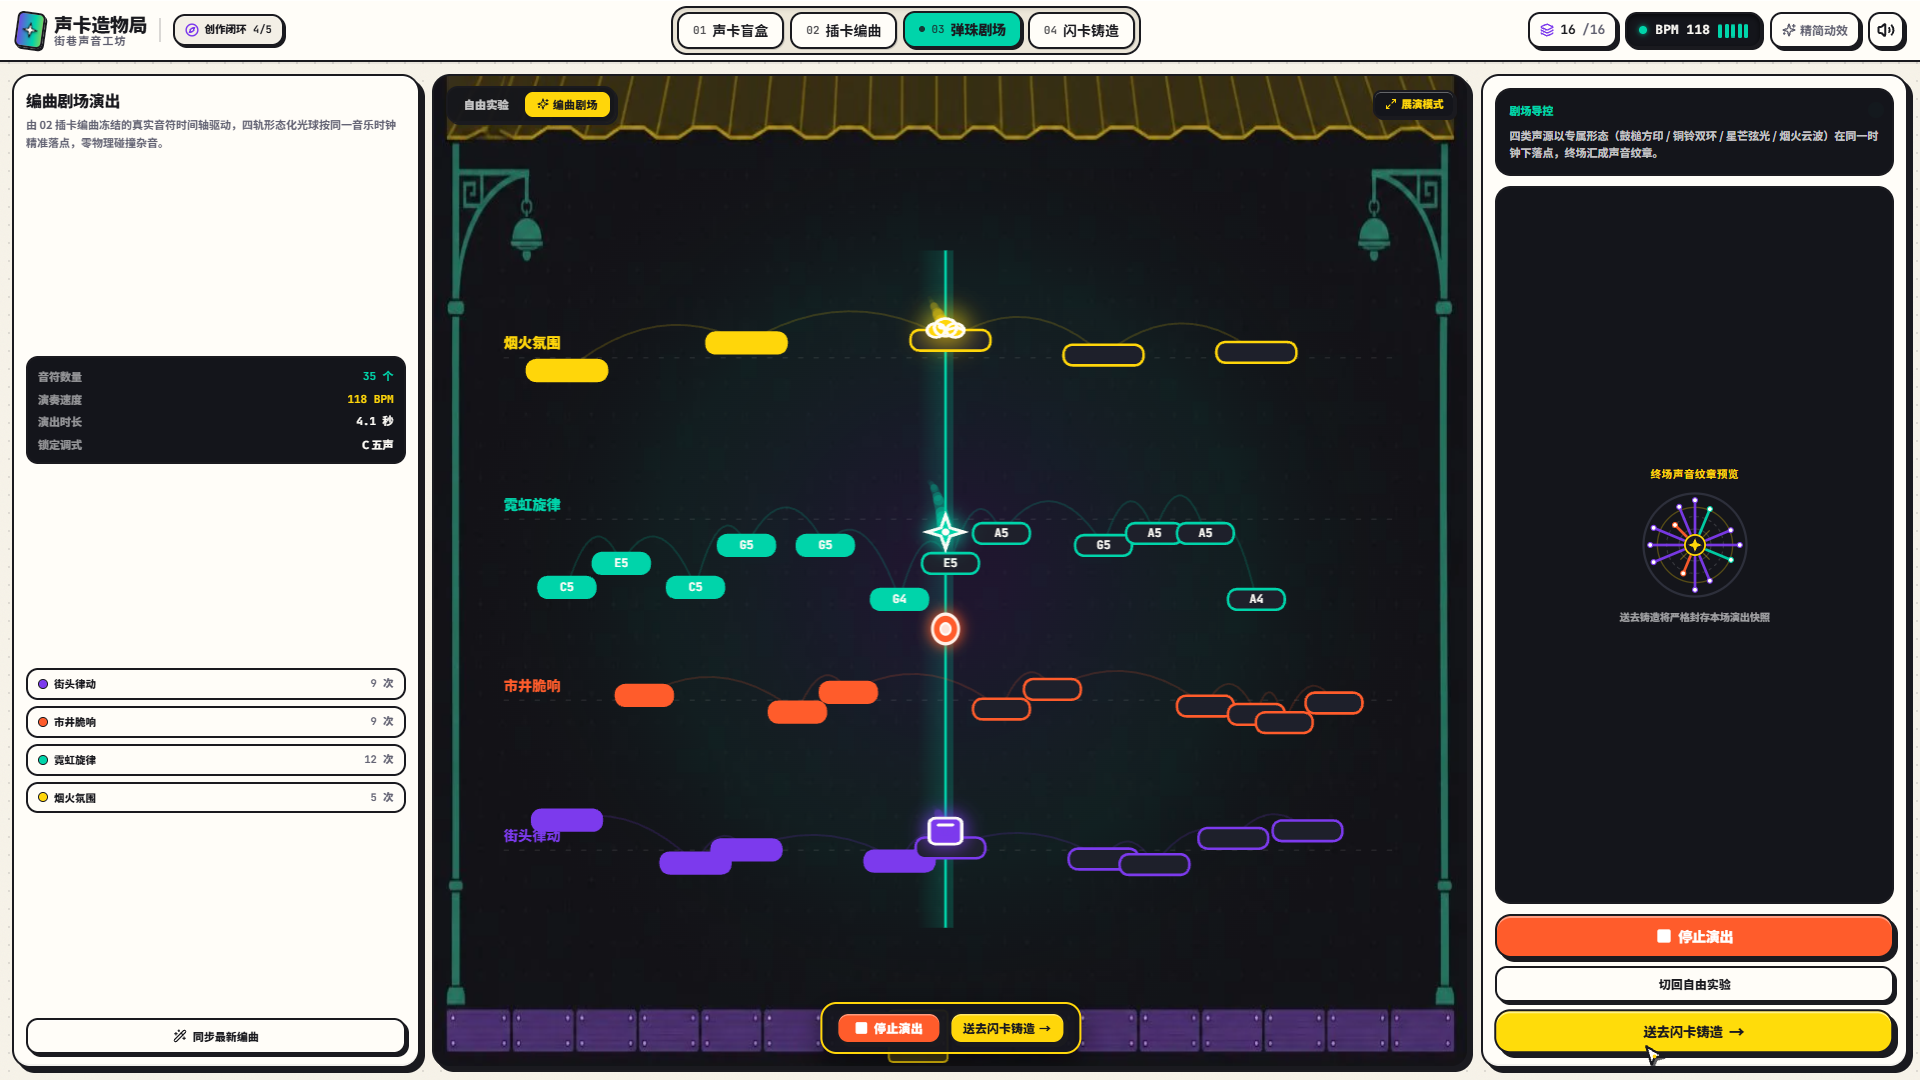 声卡造物局
街巷声音工坊
创作闭环 4/5
01 声卡盲盒
02 插卡编曲
03 弹珠剧场
04 闪卡铸造
16 /16
BPM 118
精简动效
编曲剧场演出
由 02 插卡编曲冻结的真实音符时间轴驱动，四轨形态化光球按同一音乐时钟
精准落点，零物理碰撞杂音。
音符数量 35 个
演奏速度 118 BPM
演出时长 4.1 秒
锁定调式 C 五声
街头律动 9 次
市井脆响 9 次
霓虹旋律 12 次
烟火氛围 5 次
同步最新编曲
自由实验
编曲剧场
展演模式
烟火氛围
霓虹旋律
C5
E5
C5
G5
G5
G4
E5
A5
G5
A5
A5
A4
市井脆响
街头律动
停止演出
送去闪卡铸造 →
剧场导控
四类声源以专属形态（鼓槌方印 / 铜铃双环 / 星芒弦光 / 烟火云波）在同一时
钟下落点，终场汇成声音纹章。
终场声音纹章预览
送去铸造将严格封存本场演出快照
停止演出
切回自由实验
送去闪卡铸造 →